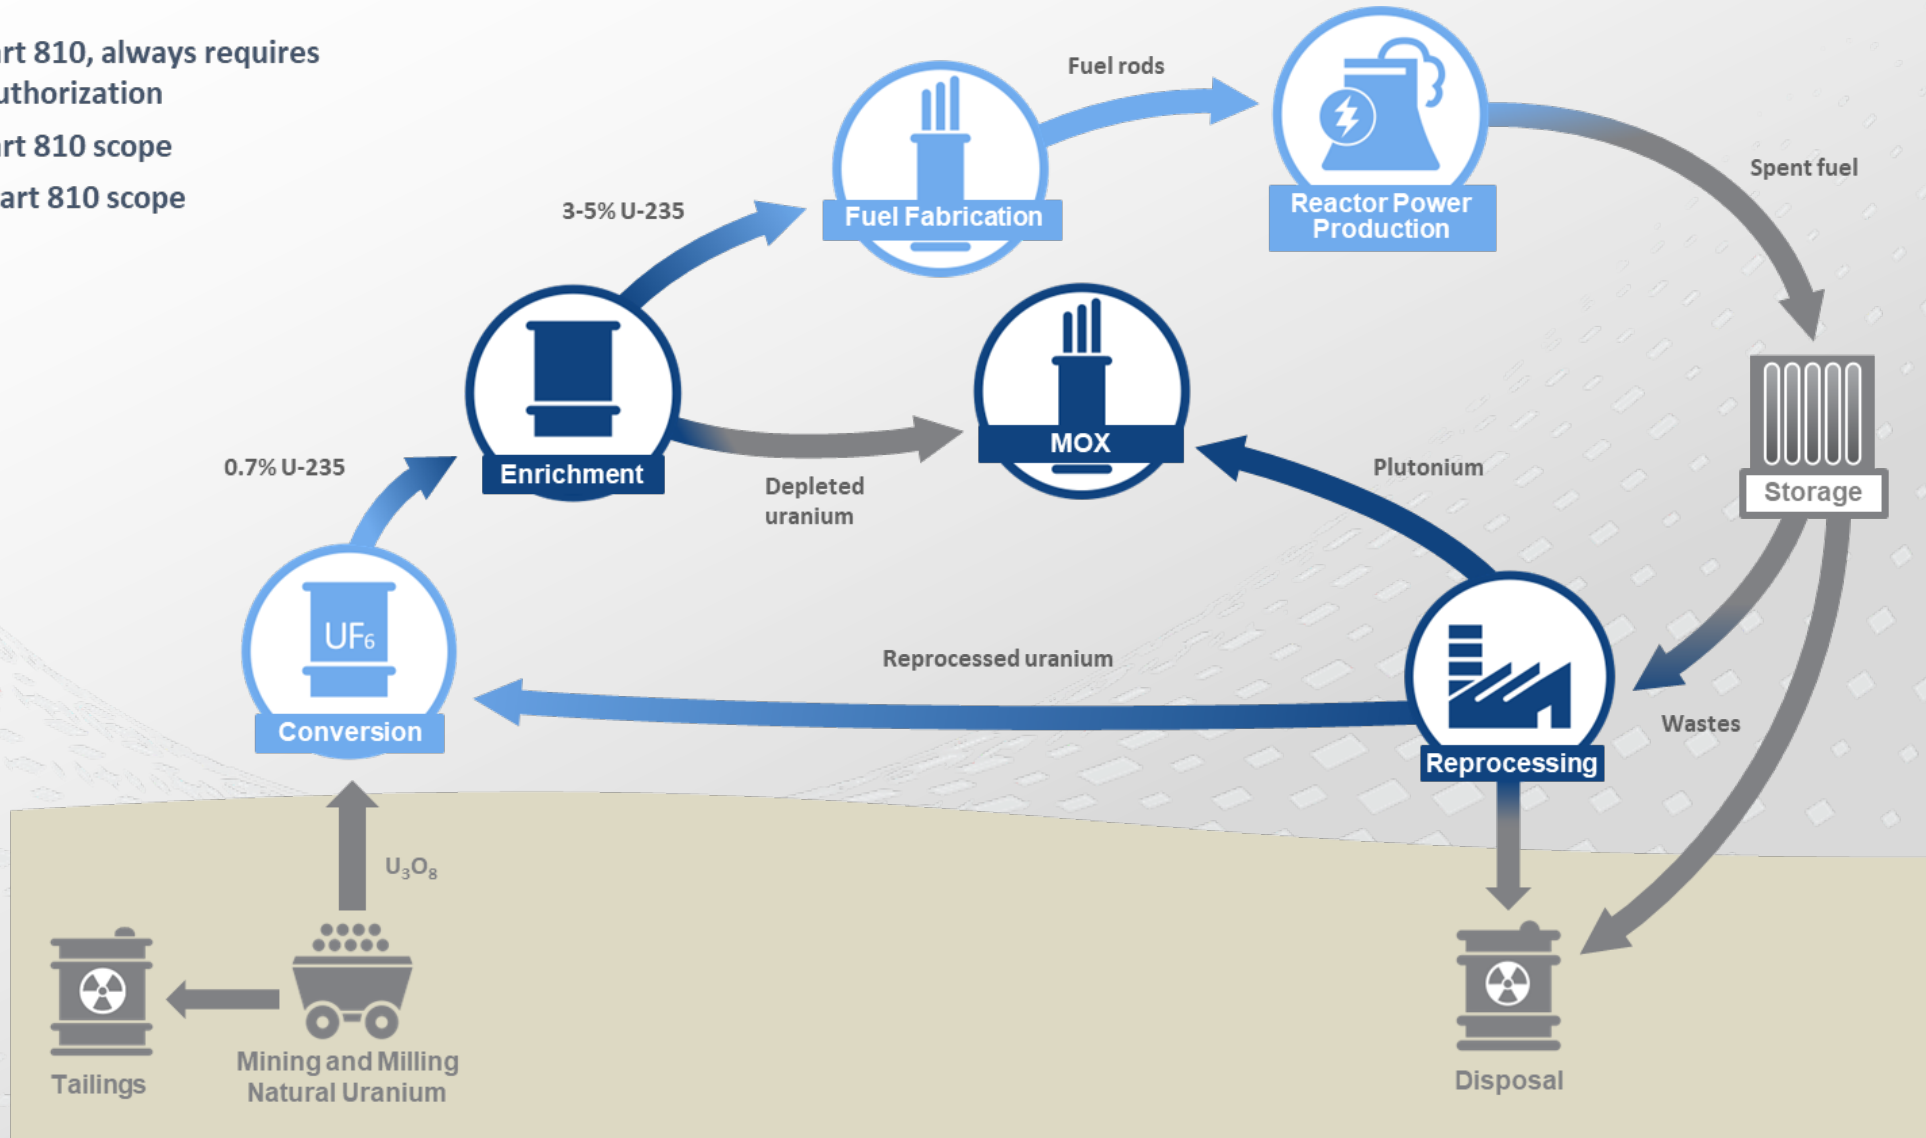 art 810, always requires
uthorization
art 810 scope
art 810 scope
Fuel rods
Spent fuel
3-5% U-235
Fuel Fabrication
Reactor Power
Production
0.7% U-235
Enrichment
Depleted
uranium
MOX
Plutonium
Storage
UF₆
Conversion
Reprocessed uranium
Wastes
Reprocessing
U₃O₈
Mining and Milling
Natural Uranium
Tailings
Disposal